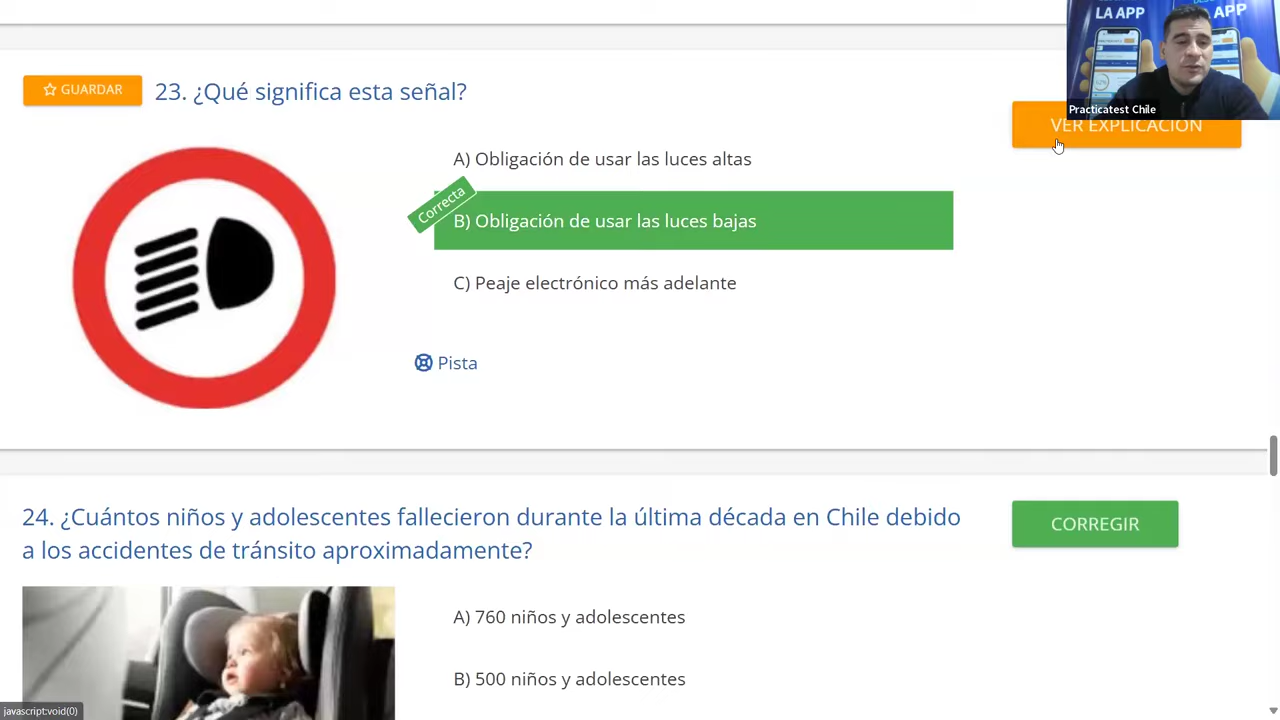 LA APP
APP
Practicatest Chile
GUARDAR
23. ¿Qué significa esta señal?
VER EXPLICACIÓN
A) Obligación de usar las luces altas
Correcta
B) Obligación de usar las luces bajas
C) Peaje electrónico más adelante
Pista
24. ¿Cuántos niños y adolescentes fallecieron durante la última década en Chile debido
a los accidentes de tránsito aproximadamente?
CORREGIR
A) 760 niños y adolescentes
B) 500 niños y adolescentes
javascript:void(0)